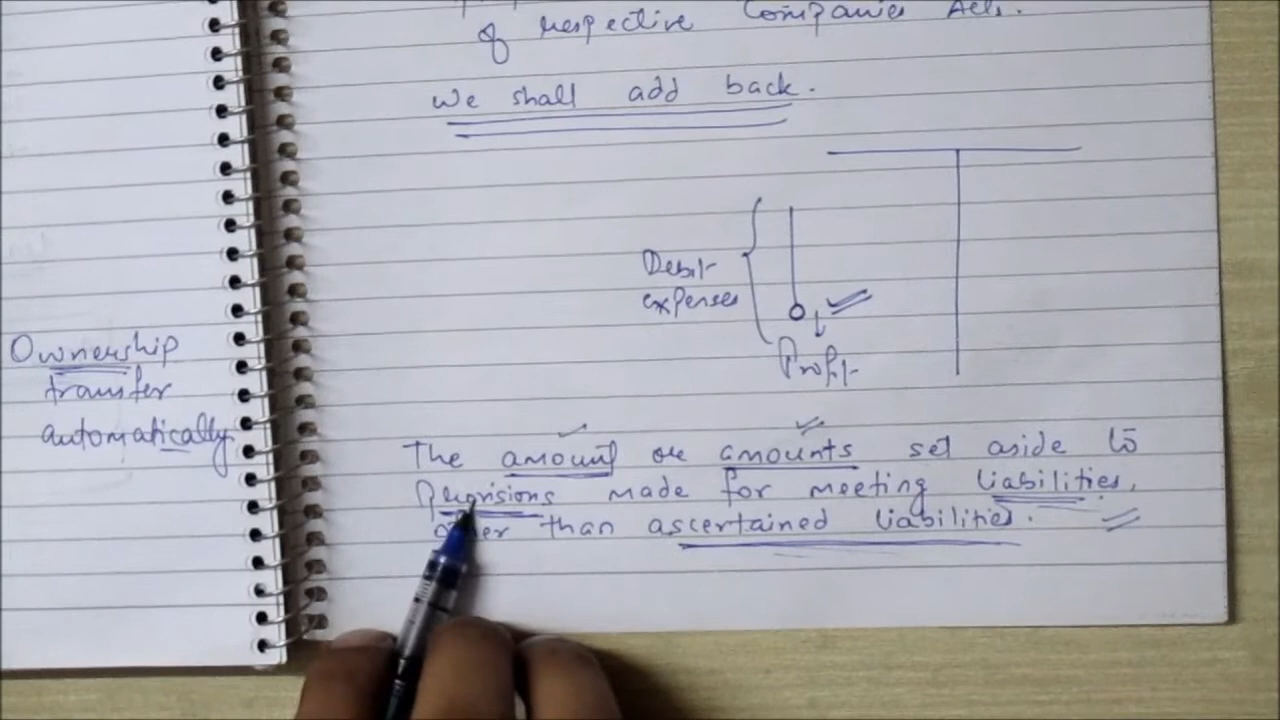 of respective Companies Acts.
We shall add back.
Debit
expenses
Profit
Ownership
transfer
automatically
The amount or amounts set aside to
Provisions made for meeting liabilities,
other than ascertained liabilities.